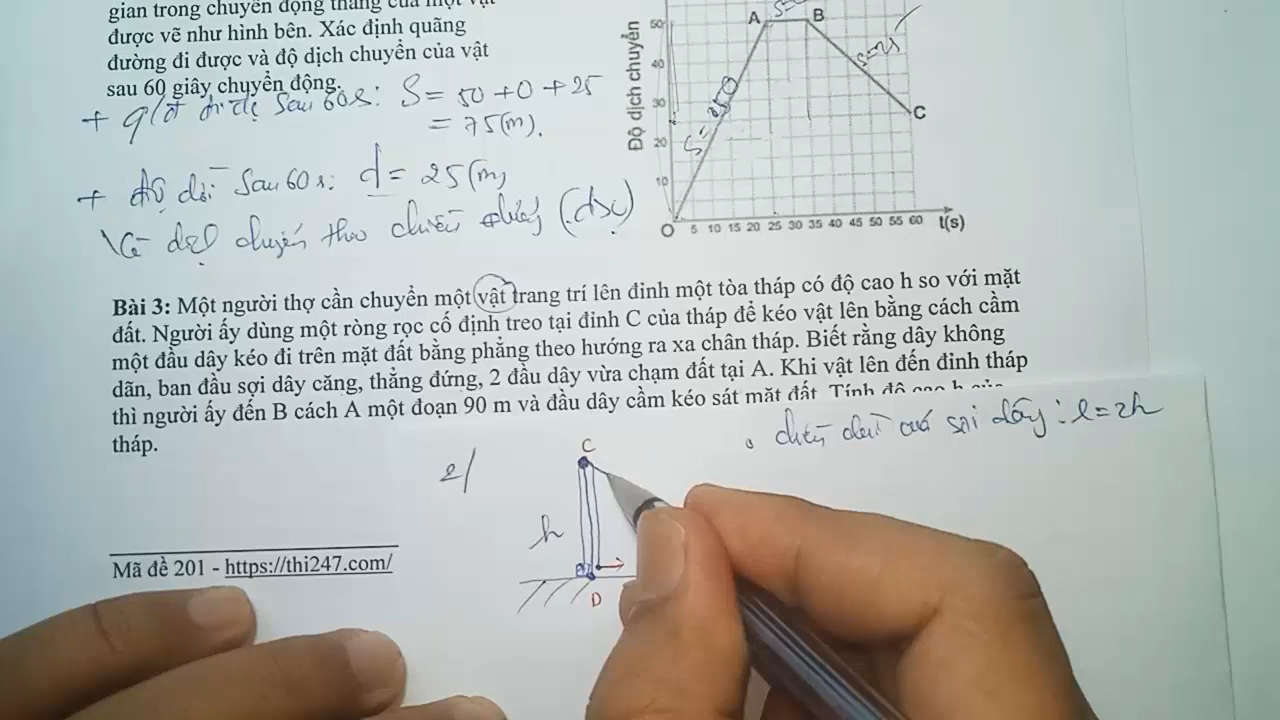 gian trong chuyển động thẳng của một vật
được vẽ như hình bên. Xác định quãng
đường đi được và độ dịch chuyển của vật
sau 60 giây chuyển động.
sau 60s: S = 50 + 0 + 25
= 75(m).
+ độ dời sau 60s: d = 25(m)
chuyển theo chiều
Độ dịch chuyển
50
40
30
20
10
A
B
C
O
5 10 15 20 25 30 35 40 45 50 55 60 t(s)
S=25
Bài 3: Một người thợ cần chuyển một vật trang trí lên đỉnh một tòa tháp có độ cao h so với mặt
đất. Người ấy dùng một ròng rọc cố định treo tại đỉnh C của tháp để kéo vật lên bằng cách cầm
một đầu dây kéo đi trên mặt đất bằng phẳng theo hướng ra xa chân tháp. Biết rằng dây không
dãn, ban đầu sợi dây căng, thẳng đứng, 2 đầu dây vừa chạm đất tại A. Khi vật lên đến đỉnh tháp
thì người ấy đến B cách A một đoạn 90 m và đầu dây cầm kéo sát mặt đất. Tính độ cao h của
tháp.
chiều dài của sợi dây: l = 2h
2/
C
h
D
Mã đề 201 - https://thi247.com/